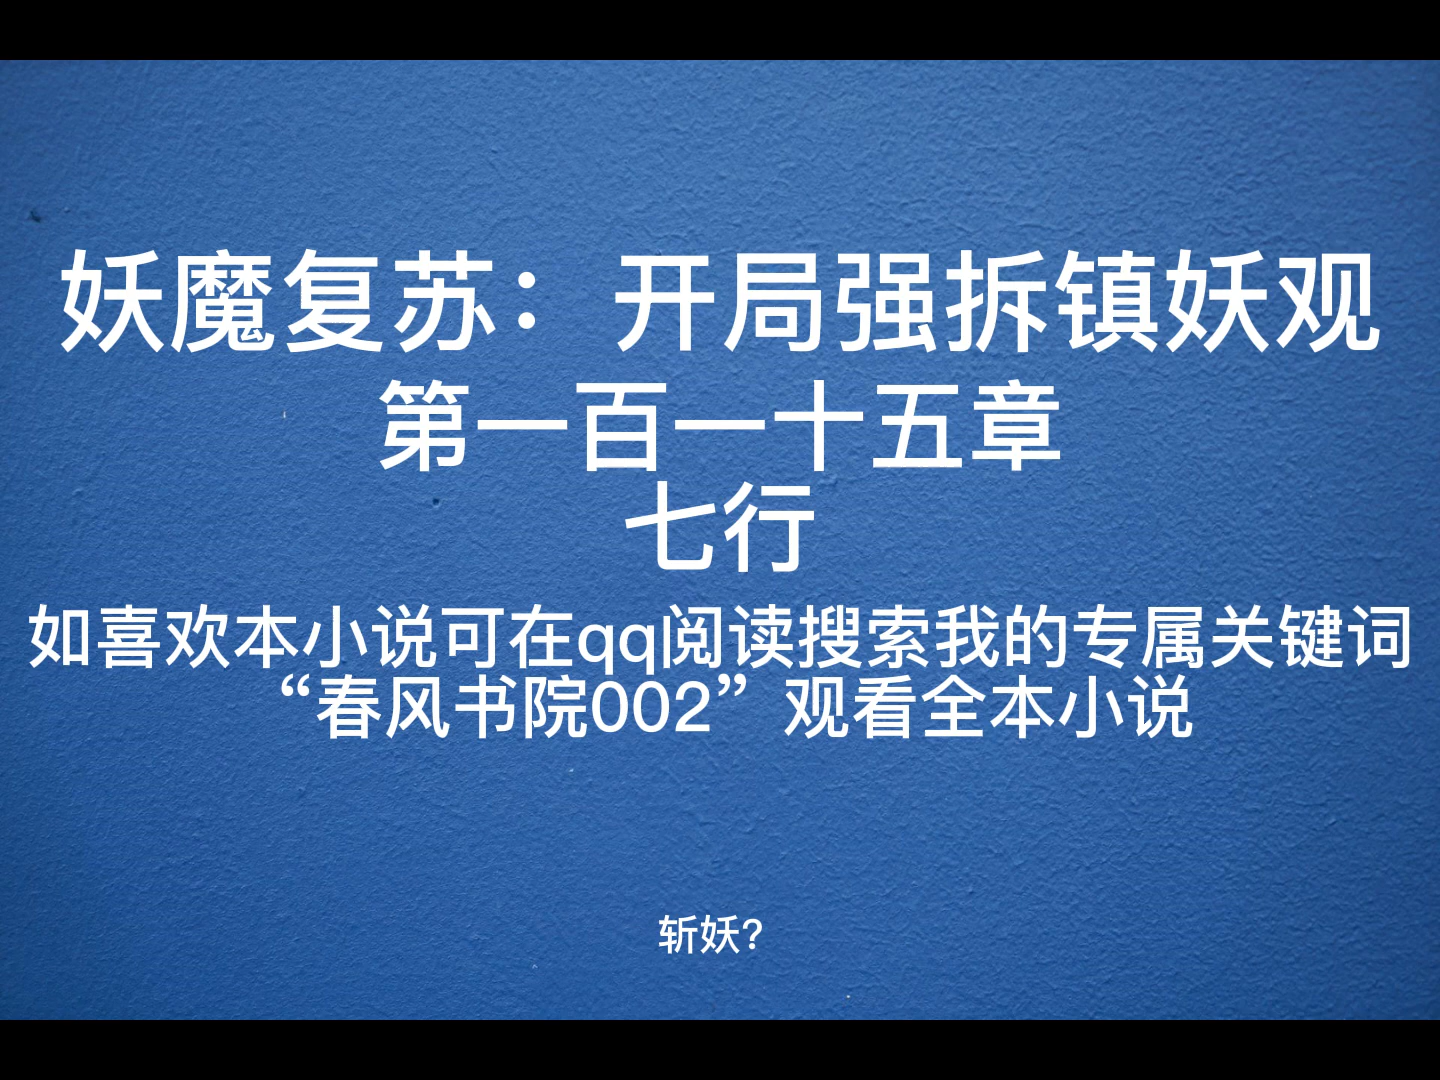 妖魔复苏：开局强拆镇妖观
第一百一十五章
七行
如喜欢本小说可在qq阅读搜索我的专属关键词
“春风书院002”观看全本小说
斩妖？